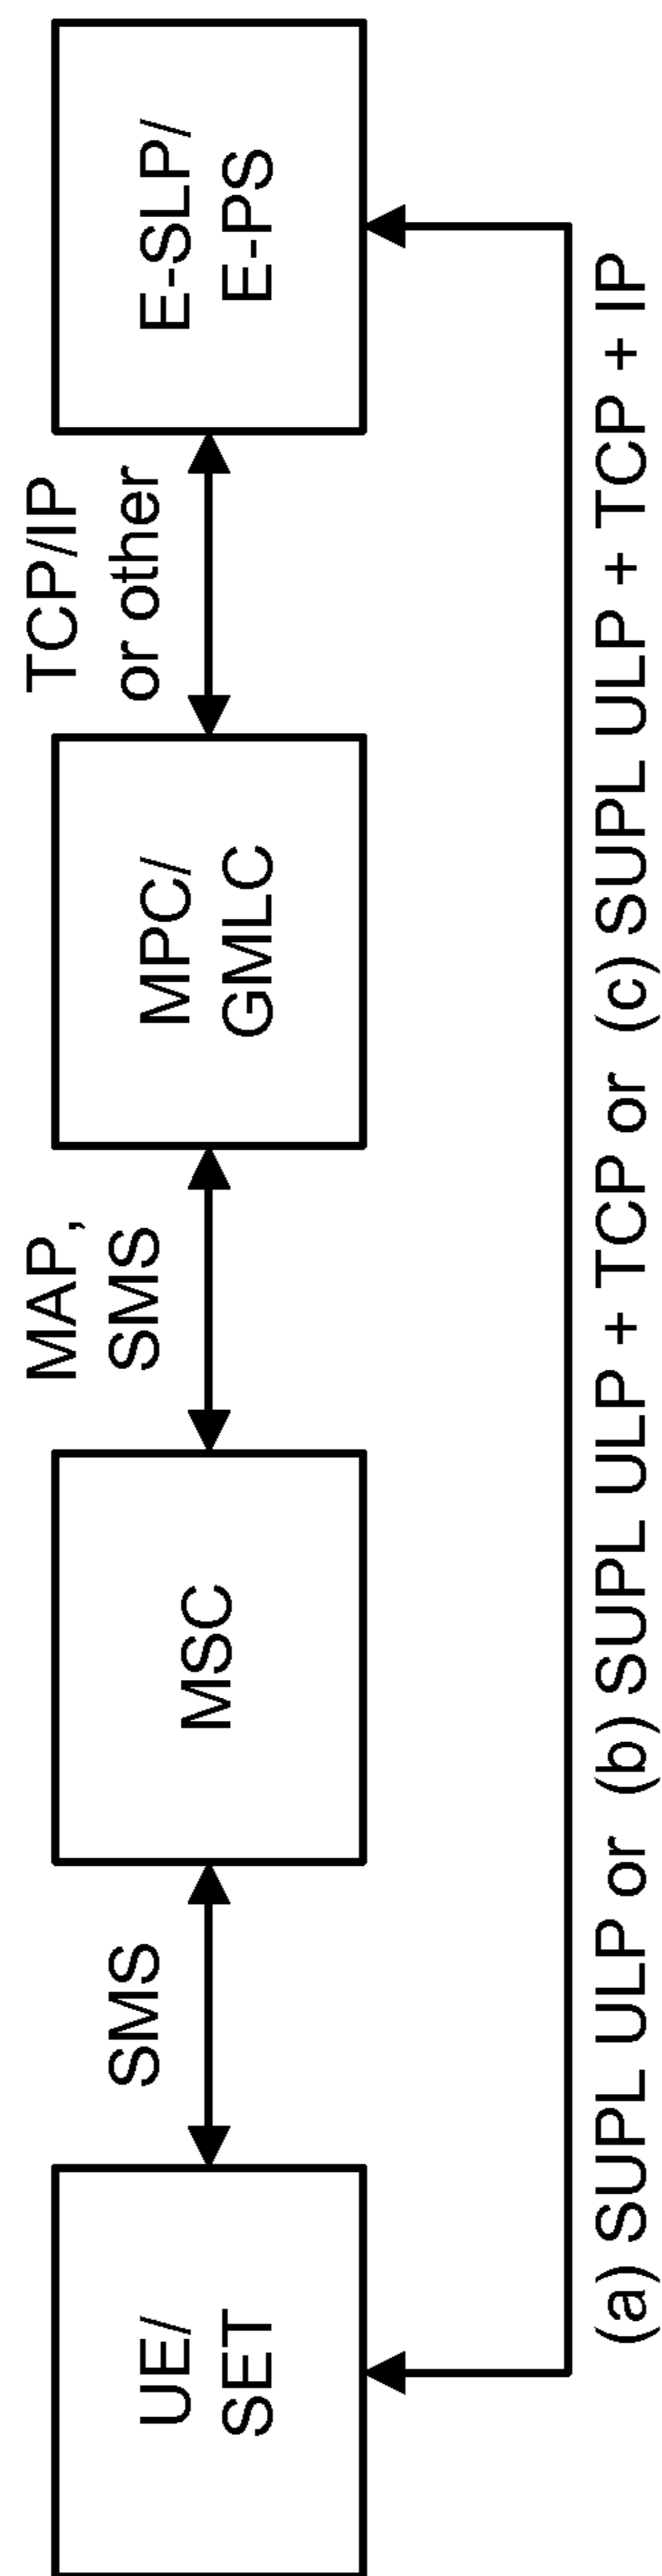 UE/
SET
SMS
MSC
MAP,
SMS
MPC/
GMLC
TCP/IP
or other
E-SLP/
E-PS
(a) SUPL ULP or (b) SUPL ULP + TCP or (c) SUPL ULP + TCP + IP